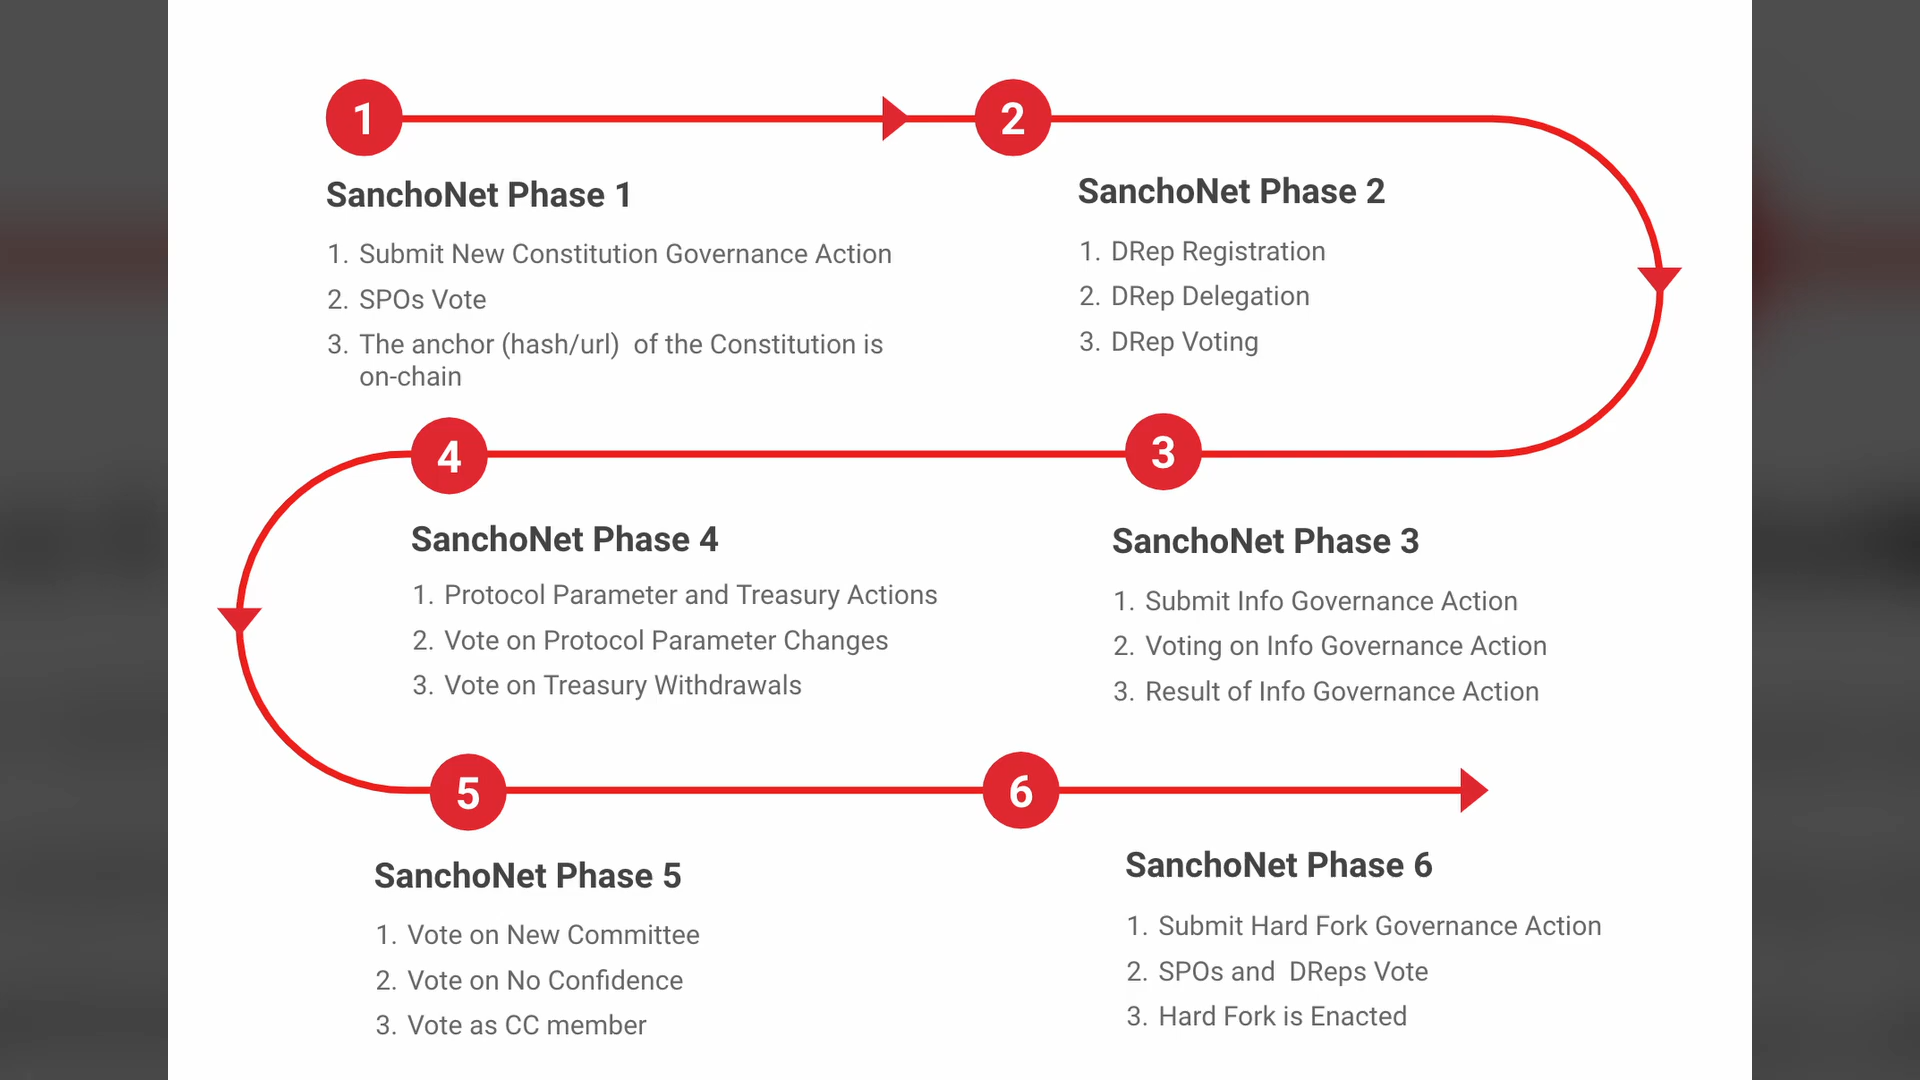 1
2
SanchoNet Phase 1
1. Submit New Constitution Governance Action
2. SPOs Vote
3. The anchor (hash/url)  of the Constitution is
on-chain
SanchoNet Phase 2
1. DRep Registration
2. DRep Delegation
3. DRep Voting
3
SanchoNet Phase 3
1. Submit Info Governance Action
2. Voting on Info Governance Action
3. Result of Info Governance Action
4
SanchoNet Phase 4
1. Protocol Parameter and Treasury Actions
2. Vote on Protocol Parameter Changes
3. Vote on Treasury Withdrawals
5
SanchoNet Phase 5
1. Vote on New Committee
2. Vote on No Confidence
3. Vote as CC member
6
SanchoNet Phase 6
1. Submit Hard Fork Governance Action
2. SPOs and  DReps Vote
3. Hard Fork is Enacted